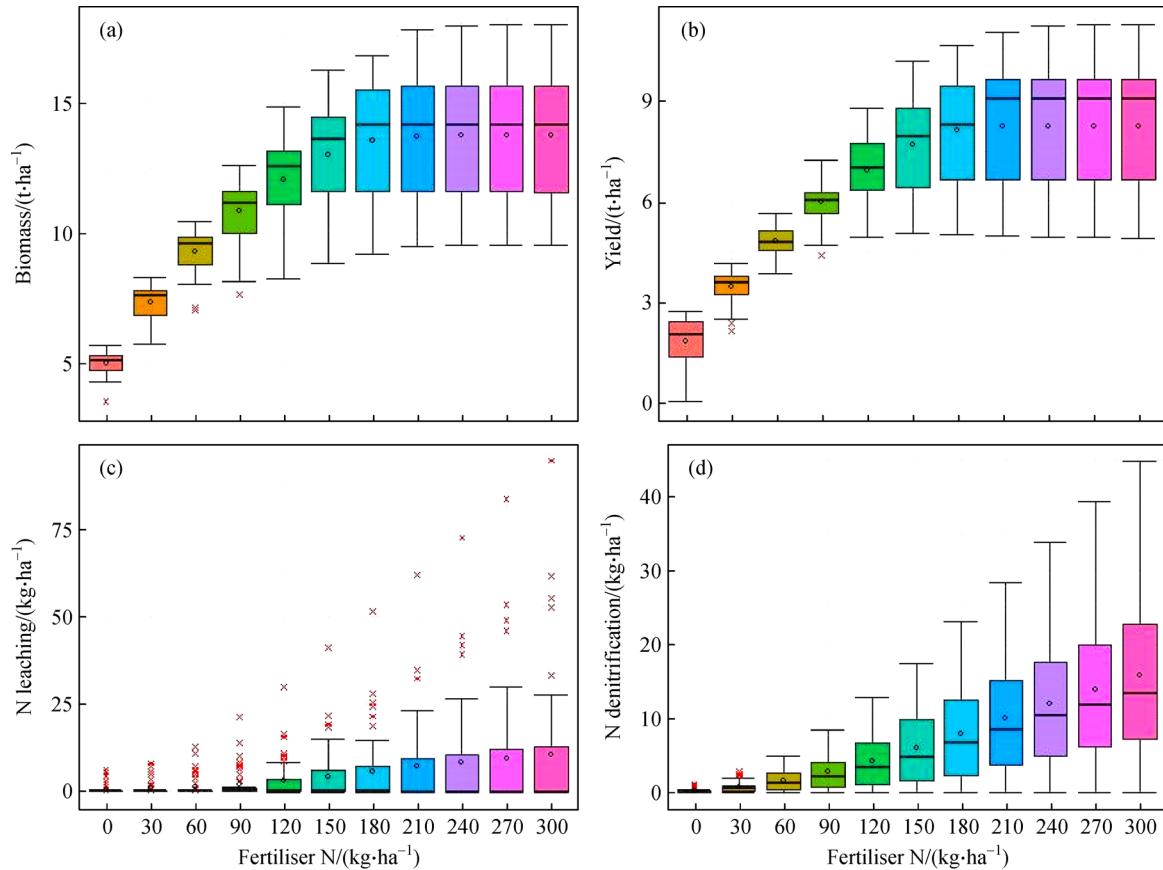 (a)
Biomass/(t·ha⁻¹)
15
10
5
(b)
Yield/(t·ha⁻¹)
9
6
3
0
(c)
N leaching/(kg·ha⁻¹)
75
50
25
0
0 30 60 90 120 150 180 210 240 270 300
Fertiliser N/(kg·ha⁻¹)
(d)
N denitrification/(kg·ha⁻¹)
40
30
20
10
0
0 30 60 90 120 150 180 210 240 270 300
Fertiliser N/(kg·ha⁻¹)